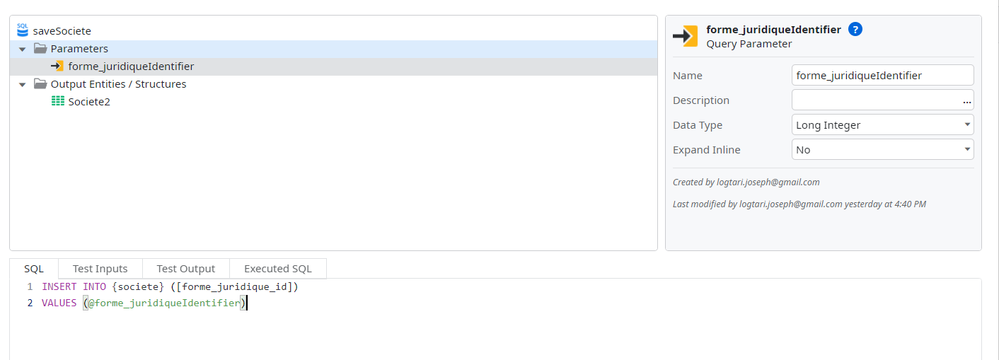 SQL
saveSociete
Parameters
forme_juridiqueIdentifier
Output Entities / Structures
Societe2
forme_juridiqueIdentifier ?
Query Parameter
Name forme_juridiqueIdentifier
Description ...
Data Type Long Integer
Expand Inline No
Created by logtari.joseph@gmail.com
Last modified by logtari.joseph@gmail.com yesterday at 4:40 PM
SQL Test Inputs Test Output Executed SQL
1 INSERT INTO {societe} ([forme_juridique_id])
2 VALUES (@forme_juridiqueIdentifier)